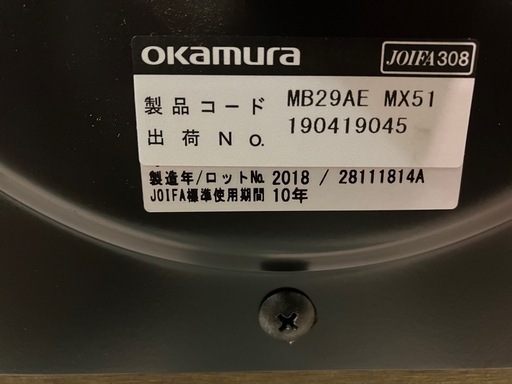 okamura JOIFA308
製品コード MB29AE MX51
出荷No. 190419045
製造年/ロットNo. 2018 / 28111814A
JOIFA標準使用期間 10年